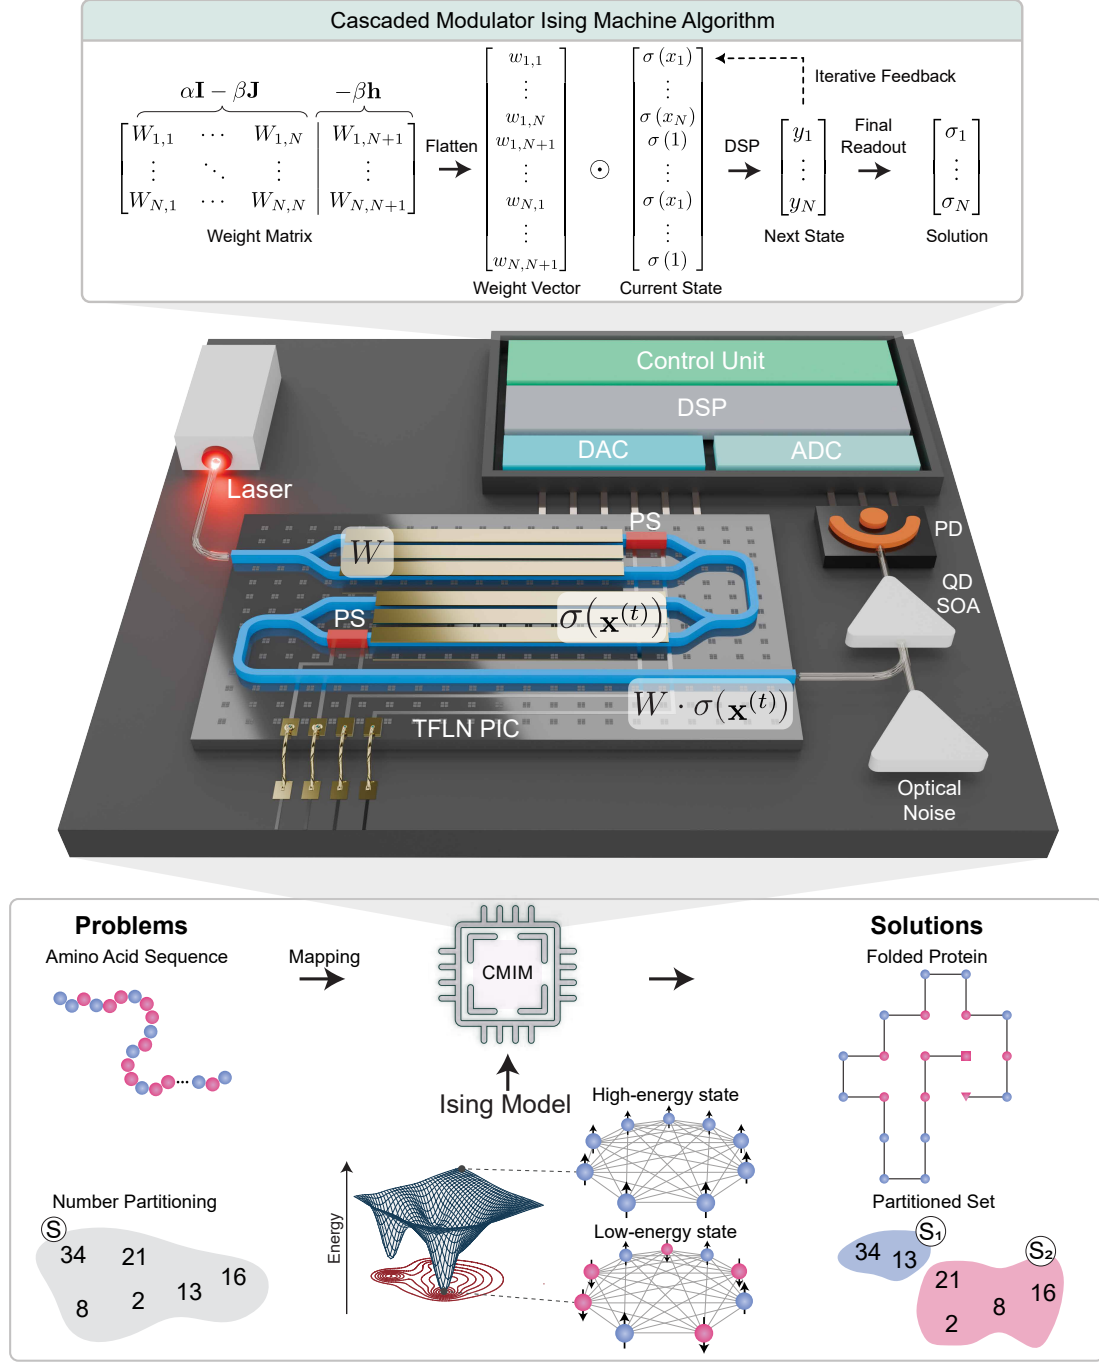 Cascaded Modulator Ising Machine Algorithm
αI − βJ
−βh
W1,1 ⋯ W1,N W1,N+1
⋮ ⋱ ⋮ ⋮
WN,1 ⋯ WN,N WN,N+1
Weight Matrix
Flatten
w1,1
⋮
w1,N
w1,N+1
⋮
wN,1
⋮
wN,N+1
Weight Vector
⊙
σ(x1)
⋮
σ(xN)
σ(1)
⋮
σ(x1)
⋮
σ(1)
Current State
Iterative Feedback
DSP
y1
⋮
yN
Next State
Final
Readout
σ1
⋮
σN
Solution
Control Unit
DSP
DAC
ADC
Laser
PS
W
PD
QD
SOA
PS
σ(x(t))
W · σ(x(t))
TFLN PIC
Optical
Noise
Problems
Amino Acid Sequence
Mapping
CMIM
Solutions
Folded Protein
Ising Model
High-energy state
Energy
Low-energy state
Number Partitioning
S
34
21
16
13
2
8
Partitioned Set
S1
34
13
S2
21
16
8
2